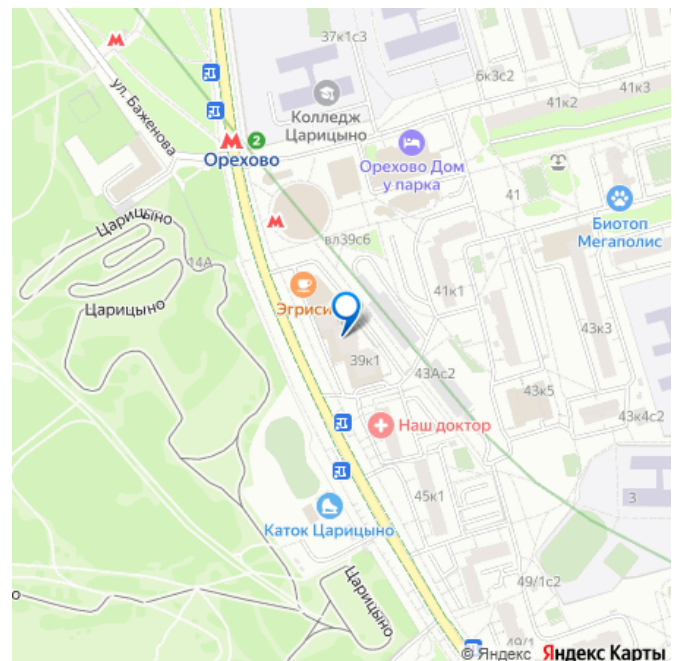 37к1с3
6к3с2
41к3
41к2
ул. Баженова
Колледж
Царицыно
2
Орехово
Орехово Дом
у парка
41
Биотоп
Мегаполис
Царицыно
вл39с6
14А
41к1
Эгриси
Царицыно
43к3
39к1
43Ас2
43к5
43к4с2
Наш доктор
45к1
3
Каток Царицыно
49/1с2
Царицыно
о
49/1
© Яндекс Яндекс Карты